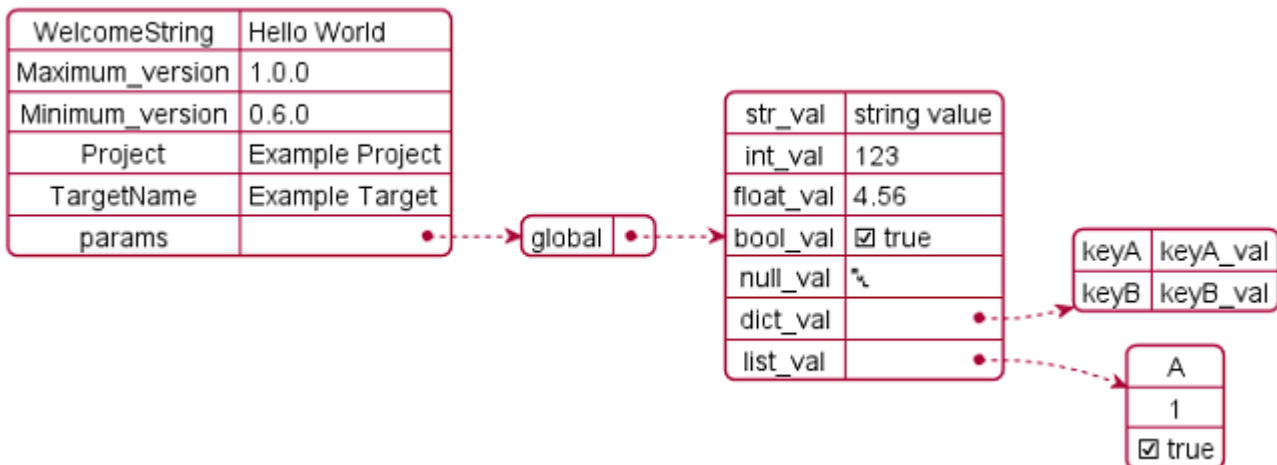 WelcomeString Hello World
Maximum_version 1.0.0
Minimum_version 0.6.0
Project Example Project
TargetName Example Target
params
global
str_val string value
int_val 123
float_val 4.56
bool_val ☑ true
null_val ␀
dict_val
list_val
keyA keyA_val
keyB keyB_val
A
1
☑ true